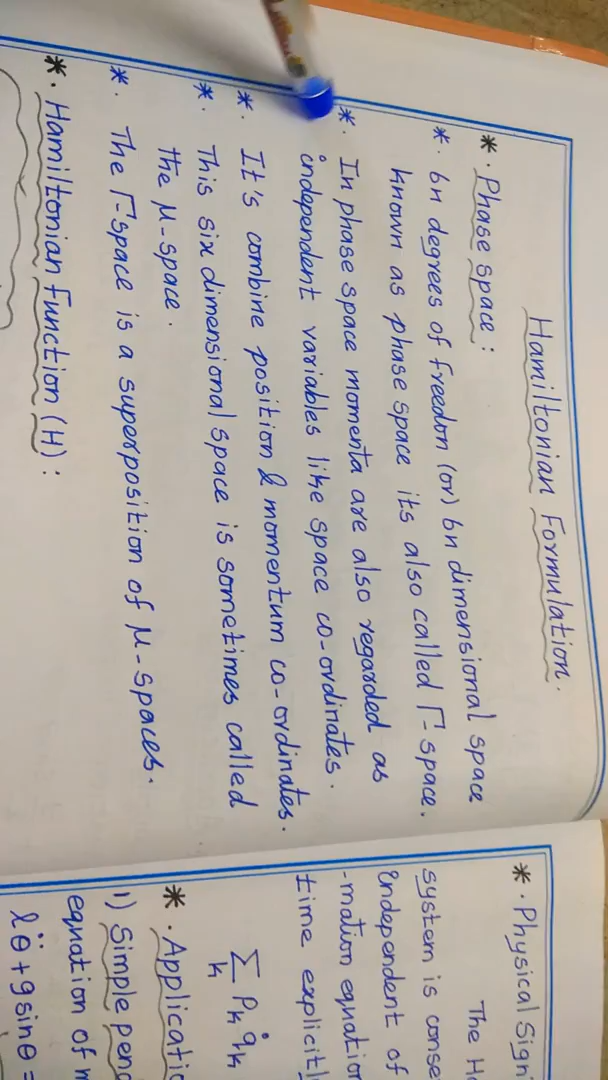 Hamiltonian Formulation.
*. Phase space :
*. 6n degrees of freedon (or) 6n dimensional space
known as phase space its also called Γ-space.
*. In phase space momenta are also regarded as
independent variables like space co-ordinates.
*. It's combine position & momentum co-ordinates.
*. This six dimensional space is sometimes called
the μ-space.
*. The Γ-space is a superposition of μ-spaces.
*. Hamiltonian Function (H) :
*. Physical Signi
The H
system is conse
independent of
-mation equation
time explicitl
∑ Pₖ q̇ₖ
k
*. Applicatio
1) Simple pend
equation of m
lθ̈ + g sinθ =